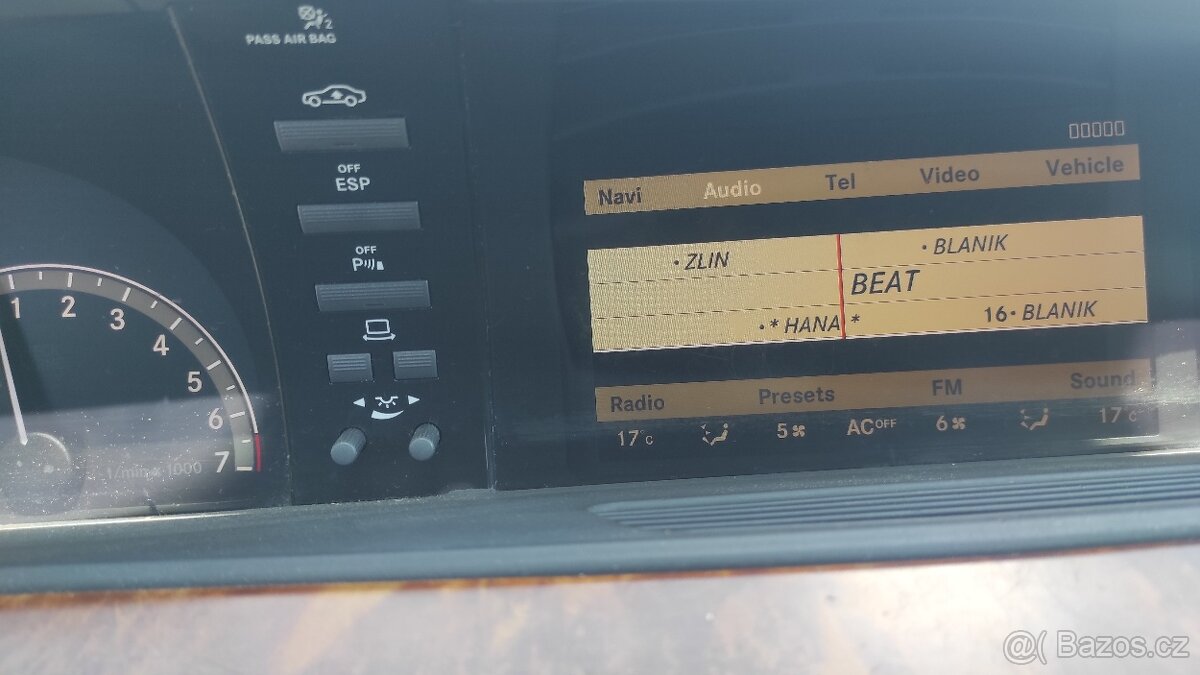 2
PASS AIR BAG
OFF
ESP
OFF
P
1 2 3 4 5 6 7
1/min x 1000
Navi Audio Tel Video Vehicle
• ZLIN • BLANIK
BEAT
• * HANA * 16• BLANIK
Radio Presets FM Sound
17°C 5 AC OFF 6 17°C
@( Bazos.cz